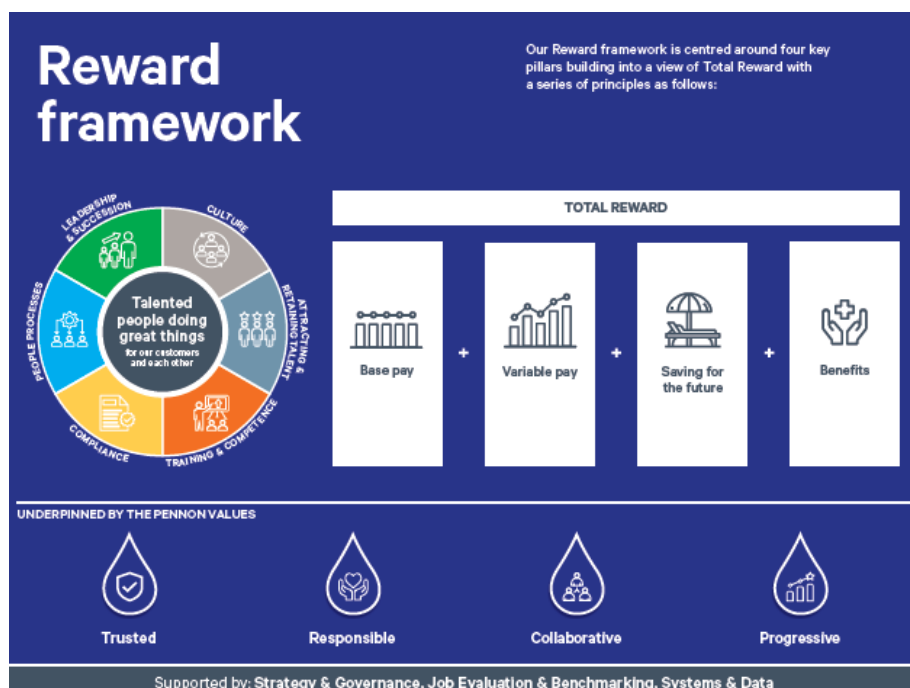 Reward
framework
Our Reward framework is centred around four key
pillars building into a view of Total Reward with
a series of principles as follows:
LEADERSHIP
& SUCCESSION
CULTURE
ATTRACTING &
RETAINING TALENT
TRAINING & COMPETENCE
COMPLIANCE
PEOPLE PROCESSES
Talented
people doing
great things
for our customers
and each other
TOTAL REWARD
Base pay
+
Variable pay
+
Saving for
the future
+
Benefits
UNDERPINNED BY THE PENNON VALUES
Trusted
Responsible
Collaborative
Progressive
Supported by: Strategy & Governance, Job Evaluation & Benchmarking, Systems & Data